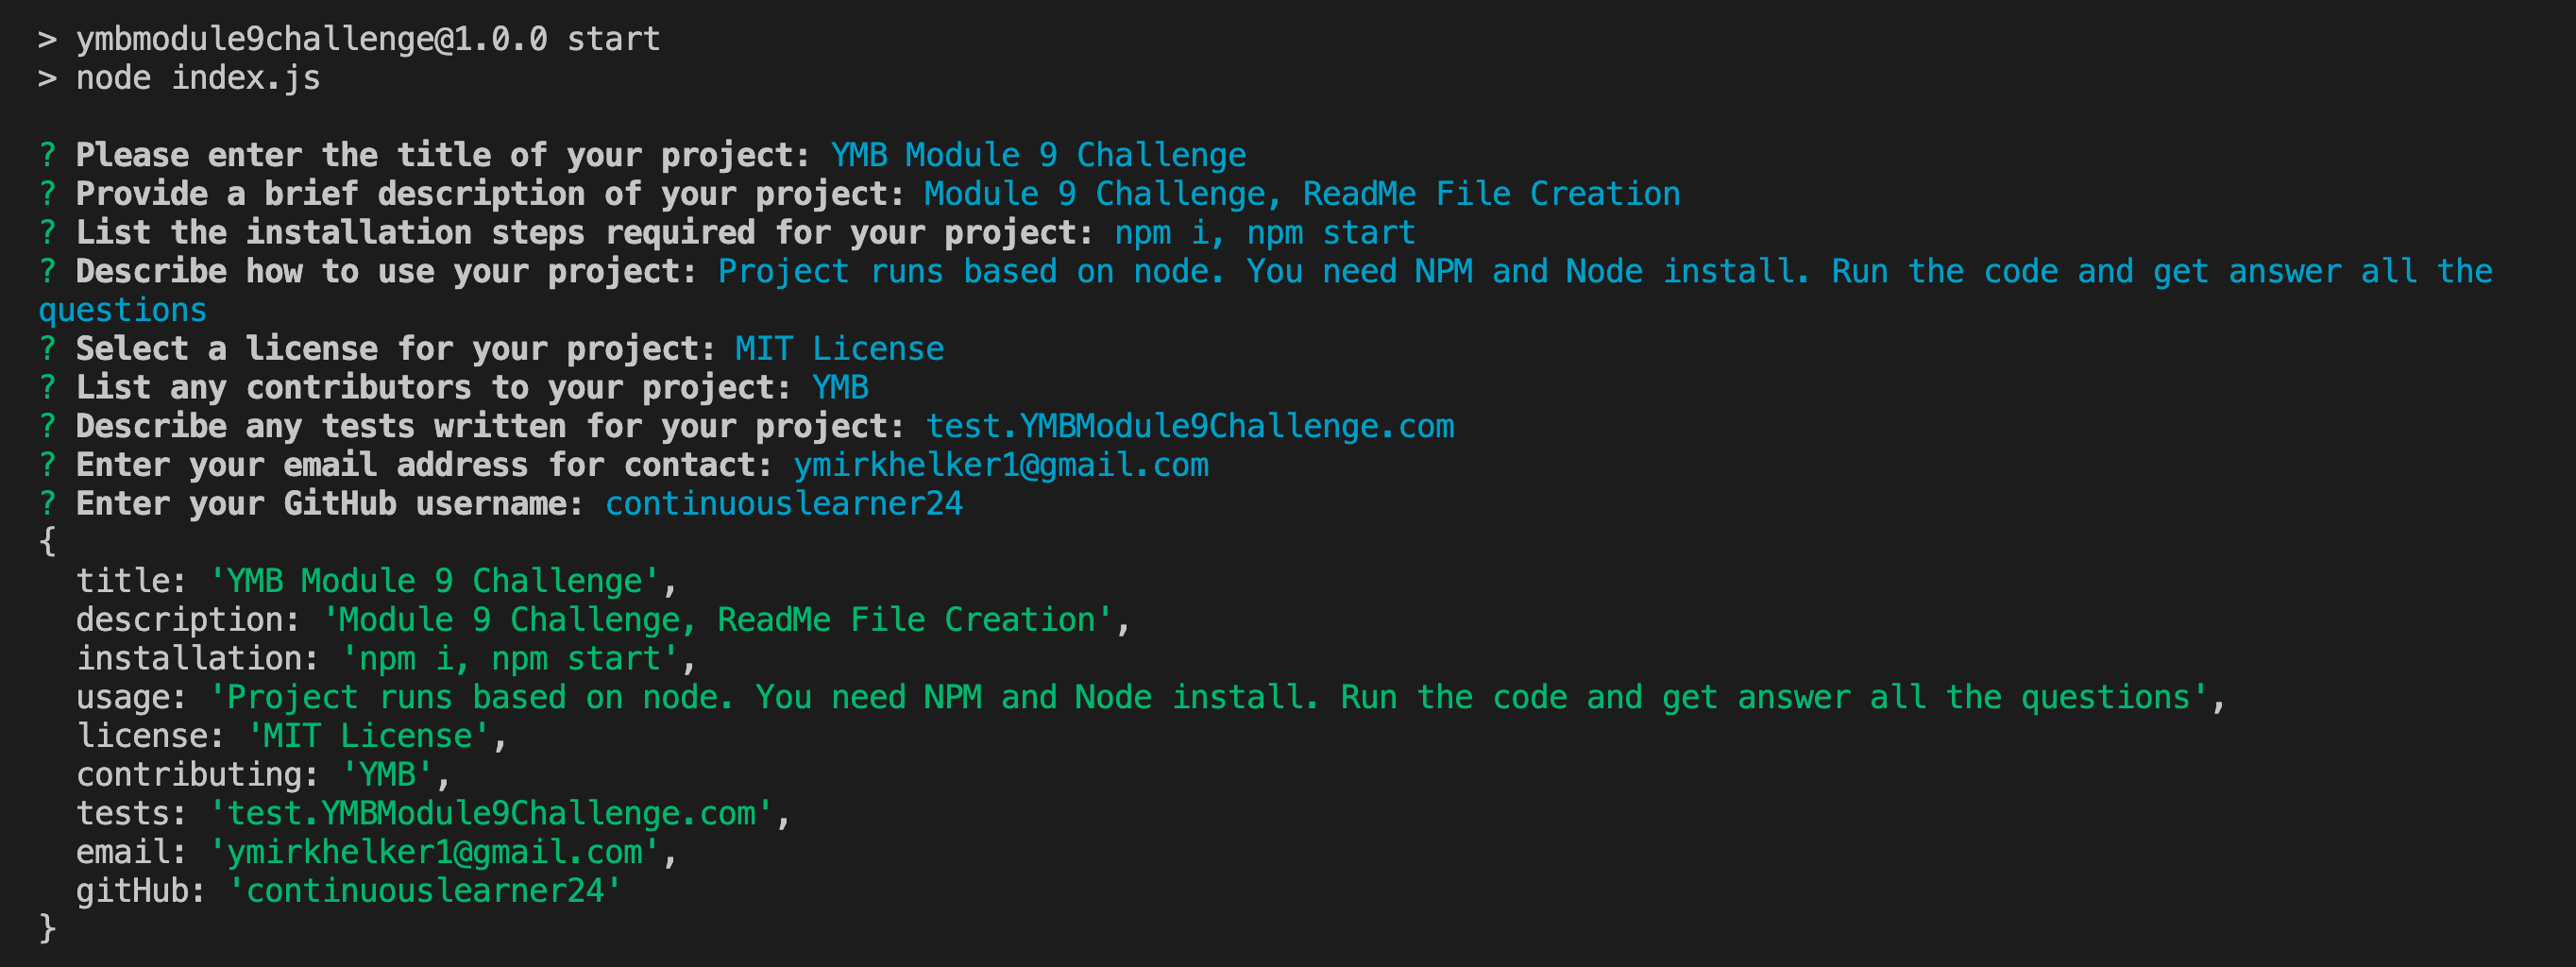 > ymbmodule9challenge@1.0.0 start
> node index.js

? Please enter the title of your project: YMB Module 9 Challenge
? Provide a brief description of your project: Module 9 Challenge, ReadMe File Creation
? List the installation steps required for your project: npm i, npm start
? Describe how to use your project: Project runs based on node. You need NPM and Node install. Run the code and get answer all the
questions
? Select a license for your project: MIT License
? List any contributors to your project: YMB
? Describe any tests written for your project: test.YMBModule9Challenge.com
? Enter your email address for contact: ymirkhelker1@gmail.com
? Enter your GitHub username: continuouslearner24
{
  title: 'YMB Module 9 Challenge',
  description: 'Module 9 Challenge, ReadMe File Creation',
  installation: 'npm i, npm start',
  usage: 'Project runs based on node. You need NPM and Node install. Run the code and get answer all the questions',
  license: 'MIT License',
  contributing: 'YMB',
  tests: 'test.YMBModule9Challenge.com',
  email: 'ymirkhelker1@gmail.com',
  gitHub: 'continuouslearner24'
}